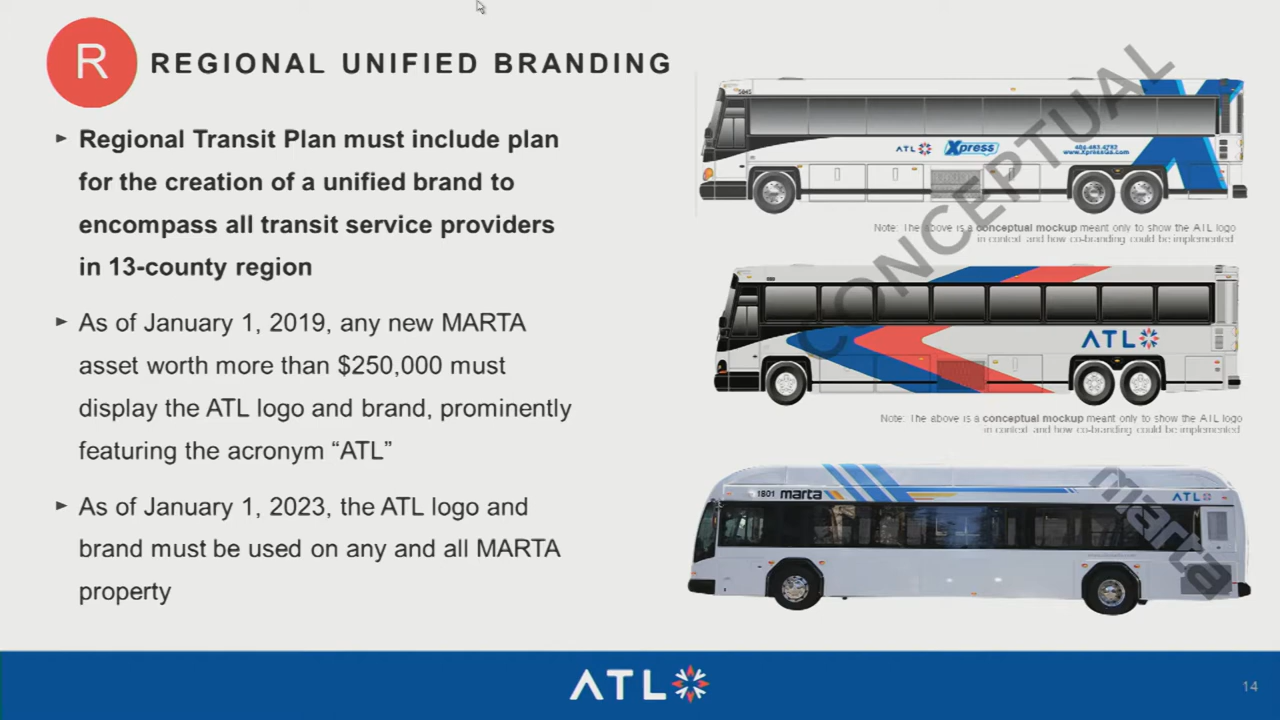 R
REGIONAL UNIFIED BRANDING
Regional Transit Plan must include plan
for the creation of a unified brand to
encompass all transit service providers
in 13-county region
As of January 1, 2019, any new MARTA
asset worth more than $250,000 must
display the ATL logo and brand, prominently
featuring the acronym “ATL”
As of January 1, 2023, the ATL logo and
brand must be used on any and all MARTA
property
CONCEPTUAL
ATL Xpress
www.XpressGA.com
Note: The above is a conceptual mockup meant only to show the ATL logo
in context and how co-branding could be implemented
ATL
Note: The above is a conceptual mockup meant only to show the ATL logo
in context and how co-branding could be implemented
1801 marta
ATL
marta
ATL
14